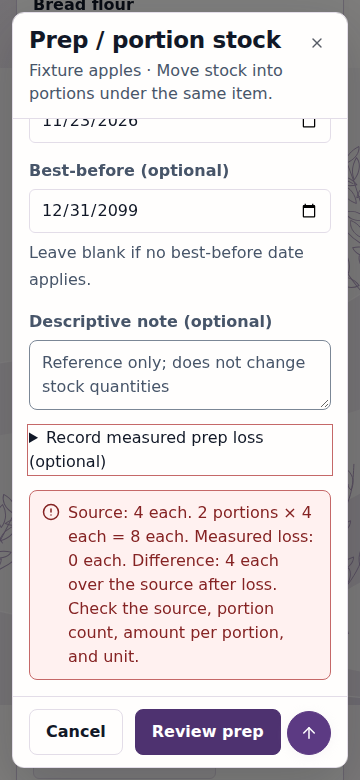 Bread flour
Prep / portion stock
×
Fixture apples · Move stock into
portions under the same item.
11/23/2026
Best-before (optional)
12/31/2099
Leave blank if no best-before date
applies.
Descriptive note (optional)
Reference only; does not change
stock quantities
Record measured prep loss
(optional)
Source: 4 each. 2 portions × 4
each = 8 each. Measured loss:
0 each. Difference: 4 each
over the source after loss.
Check the source, portion
count, amount per portion,
and unit.
Cancel
Review prep